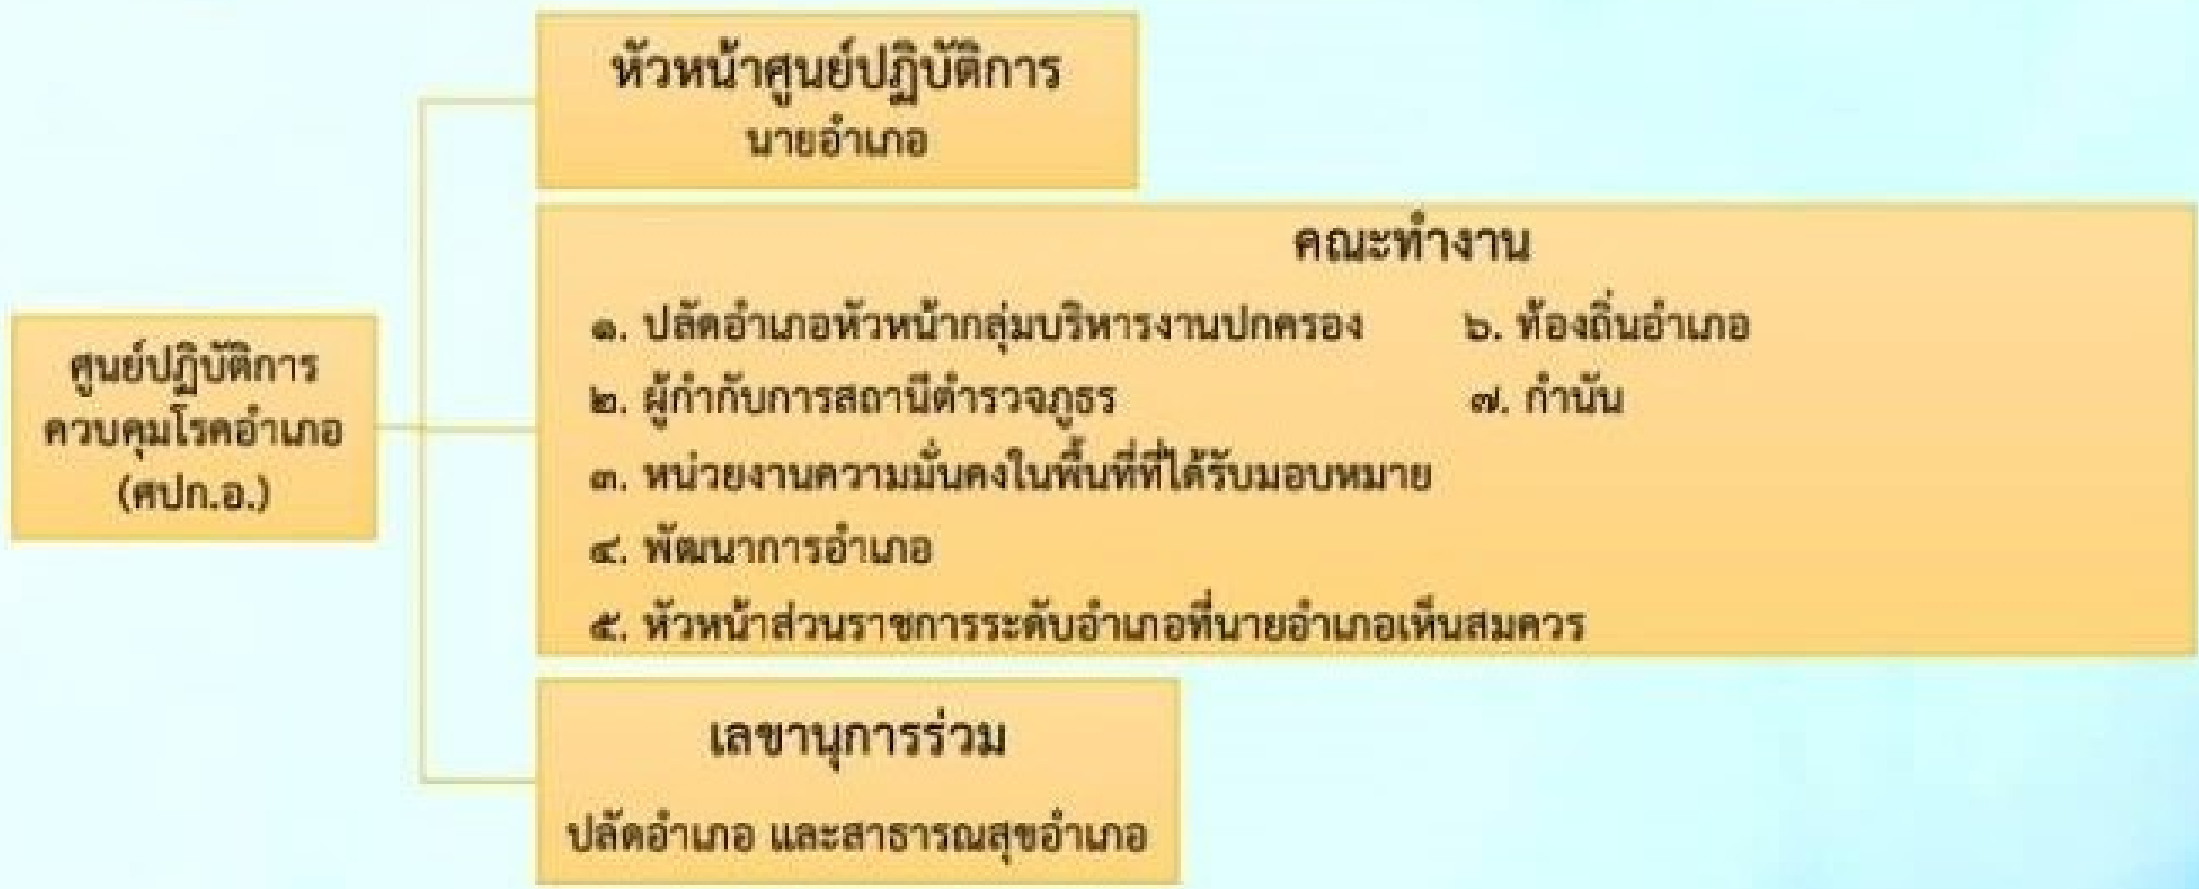 หัวหน้าศูนย์ปฏิบัติการ
นายอำเภอ
ศูนย์ปฏิบัติการ
ควบคุมโรคอำเภอ
(ศปก.อ.)
คณะทำงาน
๑. ปลัดอำเภอหัวหน้ากลุ่มบริหารงานปกครอง
๒. ผู้กำกับการสถานีตำรวจภูธร
๓. หน่วยงานความมั่นคงในพื้นที่ที่ได้รับมอบหมาย
๔. พัฒนาการอำเภอ
๕. หัวหน้าส่วนราชการระดับอำเภอที่นายอำเภอเห็นสมควร
๖. ท้องถิ่นอำเภอ
๗. กำนัน
เลขานุการร่วม
ปลัดอำเภอ และสาธารณสุขอำเภอ